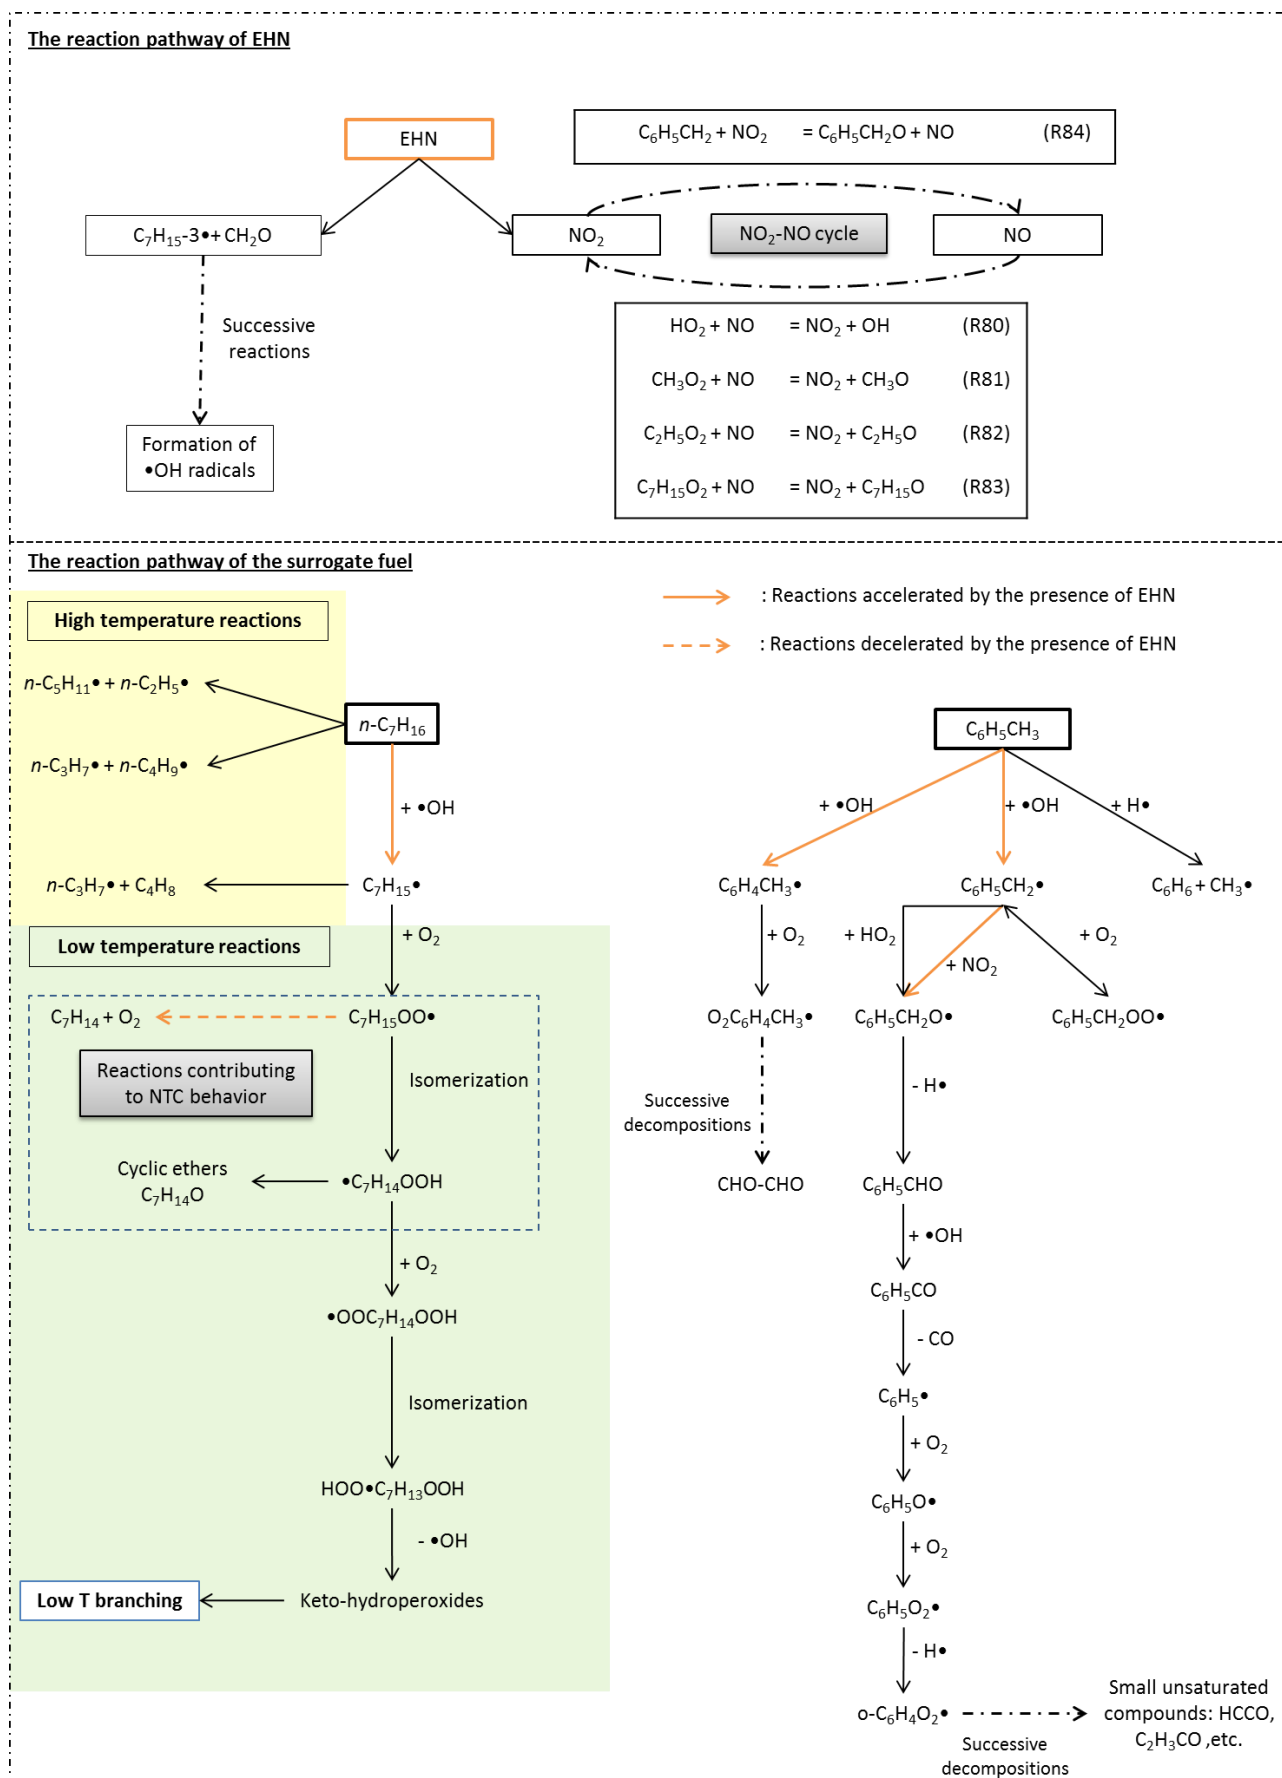 The reaction pathway of EHN
EHN
C₆H₅CH₂ + NO₂ = C₆H₅CH₂O + NO (R84)
C₇H₁₅-3•+ CH₂O
NO₂
NO₂-NO cycle
NO
Successive
reactions
Formation of
•OH radicals
HO₂ + NO = NO₂ + OH (R80)
CH₃O₂ + NO = NO₂ + CH₃O (R81)
C₂H₅O₂ + NO = NO₂ + C₂H₅O (R82)
C₇H₁₅O₂ + NO = NO₂ + C₇H₁₅O (R83)
The reaction pathway of the surrogate fuel
: Reactions accelerated by the presence of EHN
: Reactions decelerated by the presence of EHN
High temperature reactions
n-C₅H₁₁• + n-C₂H₅•
n-C₇H₁₆
n-C₃H₇• + n-C₄H₉•
+ •OH
n-C₃H₇• + C₄H₈
C₇H₁₅•
Low temperature reactions
+ O₂
C₇H₁₄ + O₂
C₇H₁₅OO•
Reactions contributing
to NTC behavior
Isomerization
Cyclic ethers
C₇H₁₄O
•C₇H₁₄OOH
+ O₂
•OOC₇H₁₄OOH
Isomerization
HOO•C₇H₁₃OOH
- •OH
Low T branching
Keto-hydroperoxides
C₆H₅CH₃
+ •OH
+ •OH
+ H•
C₆H₄CH₃•
C₆H₅CH₂•
C₆H₆ + CH₃•
+ O₂
+ HO₂
+ NO₂
+ O₂
O₂C₆H₄CH₃•
C₆H₅CH₂O•
C₆H₅CH₂OO•
Successive
decompositions
- H•
CHO-CHO
C₆H₅CHO
+ •OH
C₆H₅CO
- CO
C₆H₅•
+ O₂
C₆H₅O•
+ O₂
C₆H₅O₂•
- H•
o-C₆H₄O₂•
Successive
decompositions
Small unsaturated
compounds: HCCO,
C₂H₃CO ,etc.